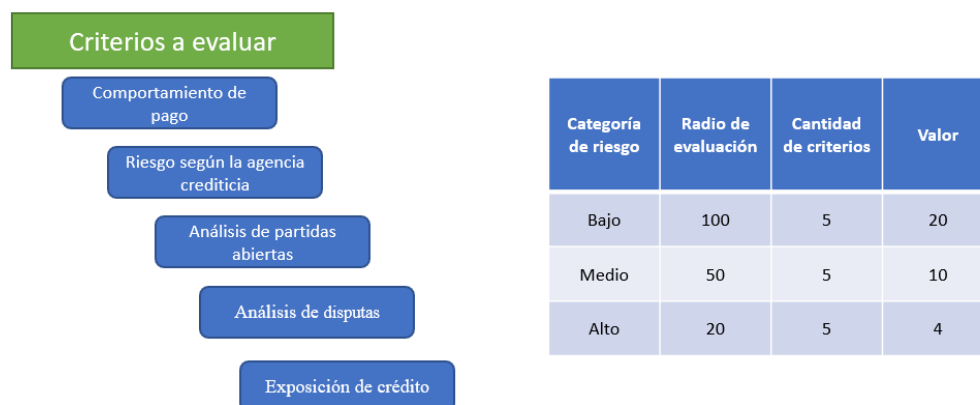 Criterios a evaluar
Comportamiento de
pago
Riesgo según la agencia
crediticia
Análisis de partidas
abiertas
Análisis de disputas
Exposición de crédito
Categoría
de riesgo
Radio de
evaluación
Cantidad
de criterios
Valor
Bajo 100 5 20
Medio 50 5 10
Alto 20 5 4